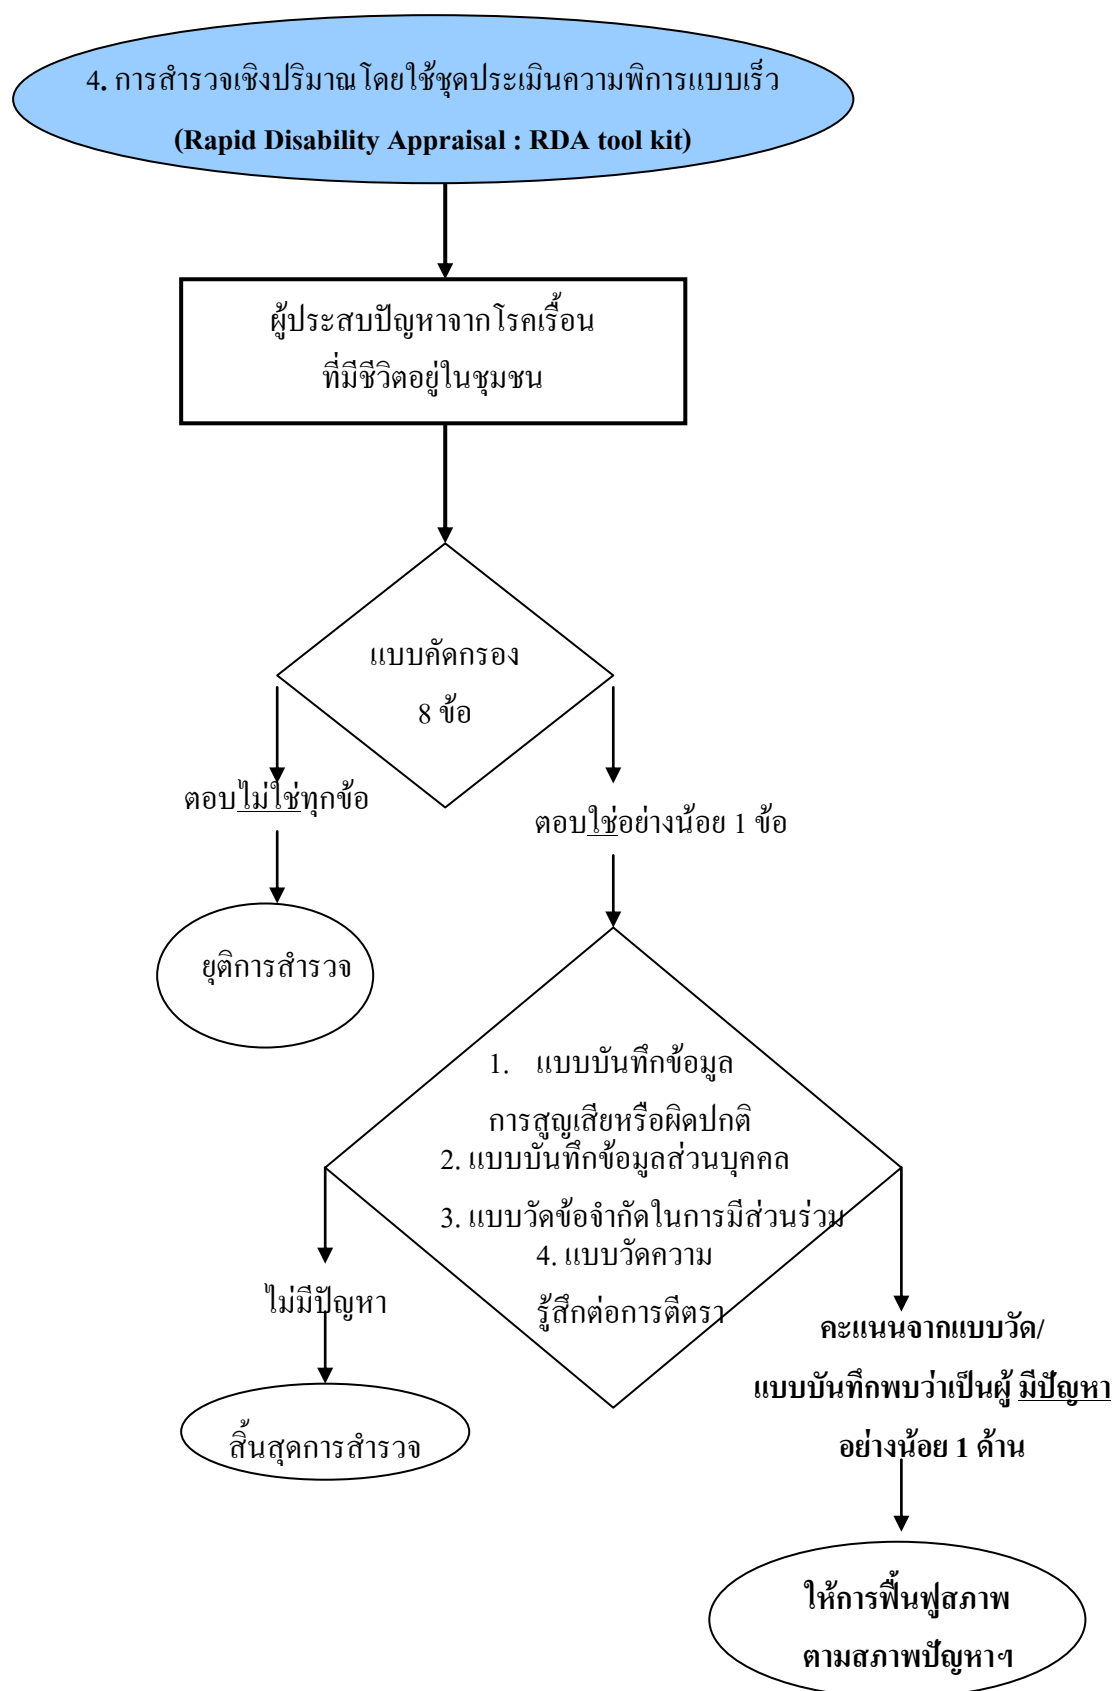 4. การสำรวจเชิงปริมาณโดยใช้ชุดประเมินความพิการแบบเร็ว
(Rapid Disability Appraisal : RDA tool kit)
ผู้ประสบปัญหาจากโรคเรื้อน
ที่มีชีวิตอยู่ในชุมชน
แบบคัดกรอง
8 ข้อ
ตอบไม่ใช่ทุกข้อ
ตอบใช่อย่างน้อย 1 ข้อ
ยุติการสำรวจ
1. แบบบันทึกข้อมูล
การสูญเสียหรือผิดปกติ
2. แบบบันทึกข้อมูลส่วนบุคคล
3. แบบวัดข้อจำกัดในการมีส่วนร่วม
4. แบบวัดความ
รู้สึกต่อการตีตรา
ไม่มีปัญหา
คะแนนจากแบบวัด/
แบบบันทึกพบว่าเป็นผู้ มีปัญหา
อย่างน้อย 1 ด้าน
สิ้นสุดการสำรวจ
ให้การฟื้นฟูสภาพ
ตามสภาพปัญหาฯ